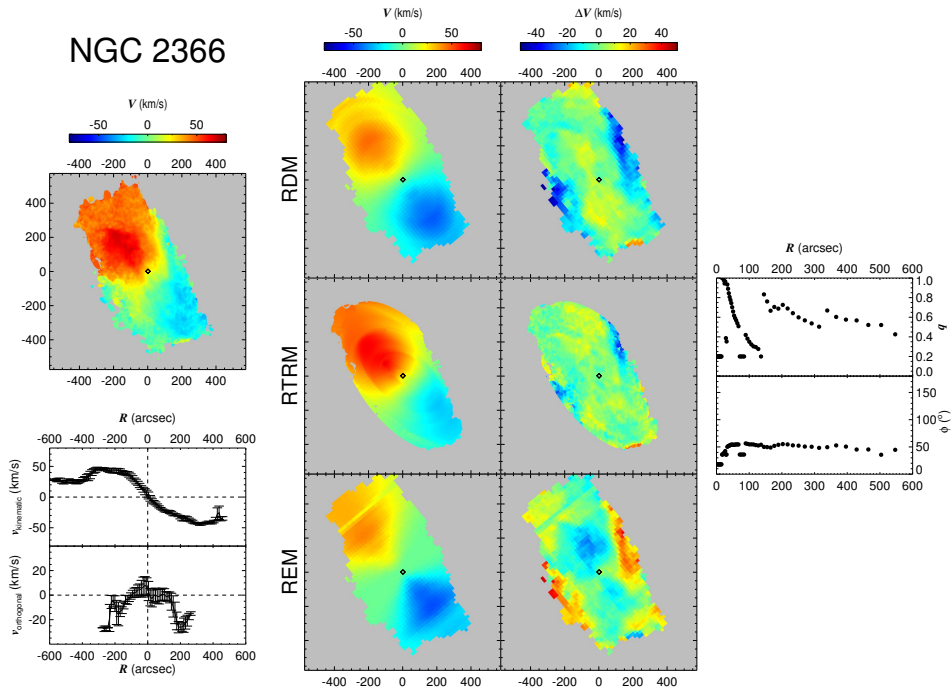 NGC 2366
V (km/s)
-50 0 50
-400 -200 0 200 400
400
200
0
-200
-400
-400 -200 0 200 400
R (arcsec)
-600 -400 -200 0 200 400 600
50
0
-50
v_kinematic (km/s)
20
0
-20
v_orthogonal (km/s)
-600 -400 -200 0 200 400 600
R (arcsec)
V (km/s)
-50 0 50
-400 -200 0 200 400
ΔV (km/s)
-40 -20 0 20 40
-400 -200 0 200 400
RDM
RTRM
REM
-400 -200 0 200 400
-400 -200 0 200 400
R (arcsec)
0 100 200 300 400 500 600
1.0
0.8
0.6
0.4
0.2
q
150
100
50
0
ϕ (°)
0 100 200 300 400 500 600
R (arcsec)